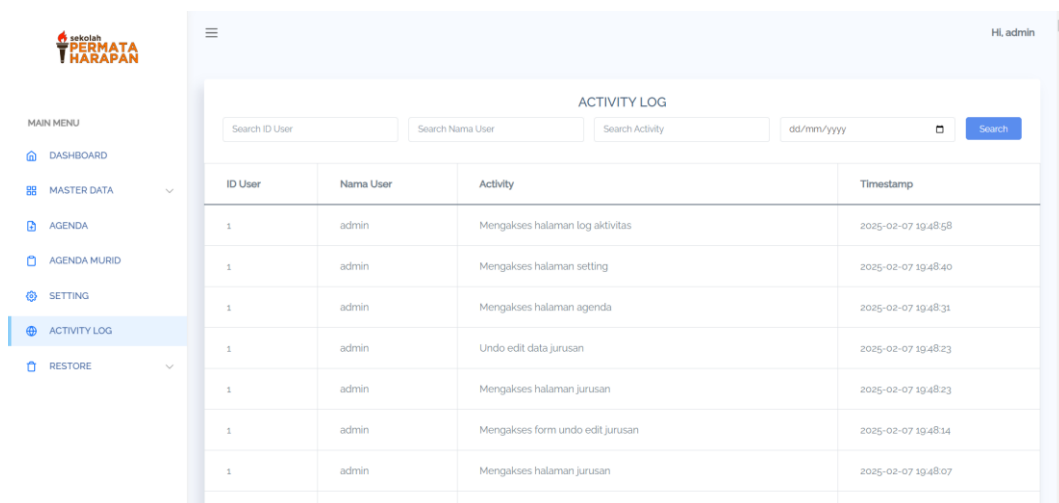 sekolah
PERMATA
HARAPAN
Hi, admin
MAIN MENU
DASHBOARD
MASTER DATA
AGENDA
AGENDA MURID
SETTING
ACTIVITY LOG
RESTORE
ACTIVITY LOG
Search ID User Search Nama User Search Activity dd/mm/yyyy Search
ID User Nama User Activity Timestamp
1 admin Mengakses halaman log aktivitas 2025-02-07 19:48:58
1 admin Mengakses halaman setting 2025-02-07 19:48:40
1 admin Mengakses halaman agenda 2025-02-07 19:48:31
1 admin Undo edit data jurusan 2025-02-07 19:48:23
1 admin Mengakses halaman jurusan 2025-02-07 19:48:23
1 admin Mengakses form undo edit jurusan 2025-02-07 19:48:14
1 admin Mengakses halaman jurusan 2025-02-07 19:48:07